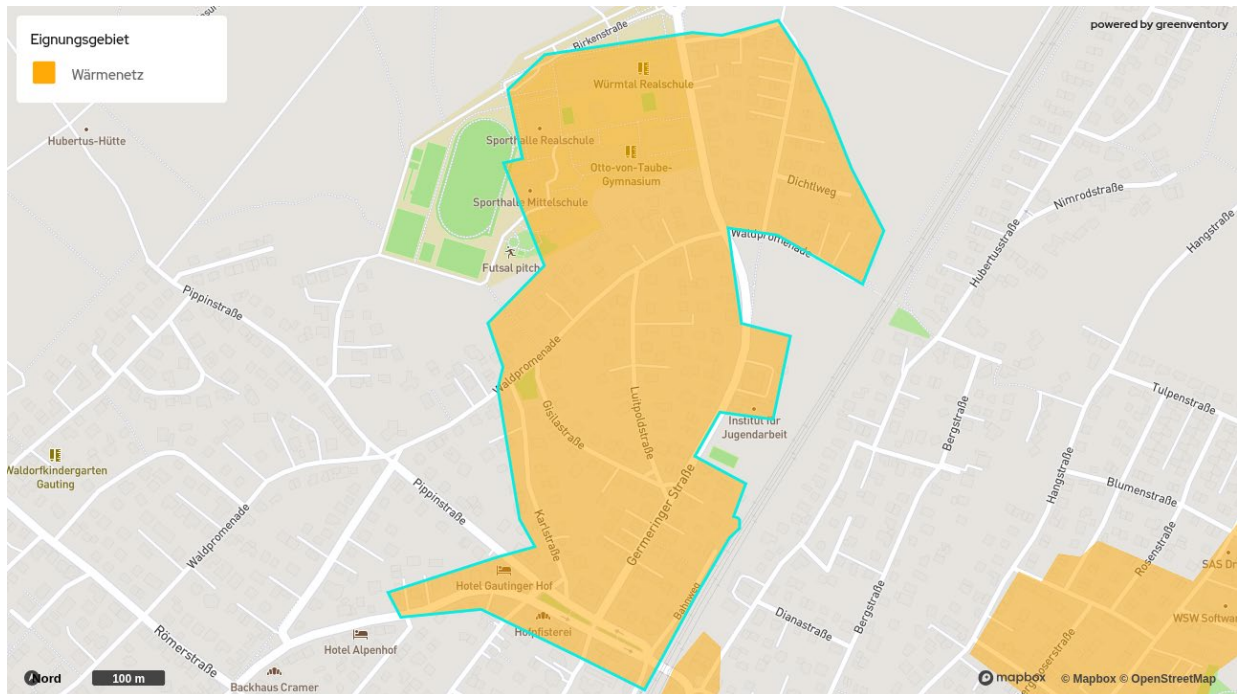 Eignungsgebiet
Wärmenetz
powered by greenventory
Birkenstraße
Würmtal Realschule
Hubertus-Hütte
Sporthalle Realschule
Otto-von-Taube-
Gymnasium
Sporthalle Mittelschule
Dichtlweg
Nimrodstraße
Hangstraße
Waldpromenade
Hubertusstraße
Futsal pitch
Pippinstraße
Waldpromenade
Luitpoldstraße
Gisilastraße
Tulpenstraße
Institut für
Jugendarbeit
Bergstraße
Waldorfkindergarten
Gauting
Hangstraße
Blumenstraße
Pippinstraße
Germeringer Straße
Waldpromenade
Karlstraße
Rosenstraße
Hotel Gautinger Hof
Bahnweg
SAS Dr
Römerstraße
Hofpfisterei
Dianastraße
Bergstraße
WSW Softwar
Hotel Alpenhof
Nord
100 m
Backhaus Cramer
mapbox
© Mapbox © OpenStreetMap